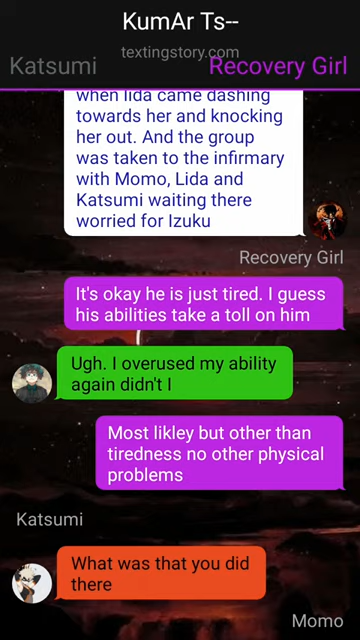 KumAr Ts--
textingstory.com
Katsumi
Recovery Girl
when Iida came dashing
towards her and knocking
her out. And the group
was taken to the infirmary
with Momo, Lida and
Katsumi waiting there
worried for Izuku
Recovery Girl
It's okay he is just tired. I guess
his abilities take a toll on him
Ugh. I overused my ability
again didn't I
Most likley but other than
tiredness no other physical
problems
Katsumi
What was that you did
there
Momo